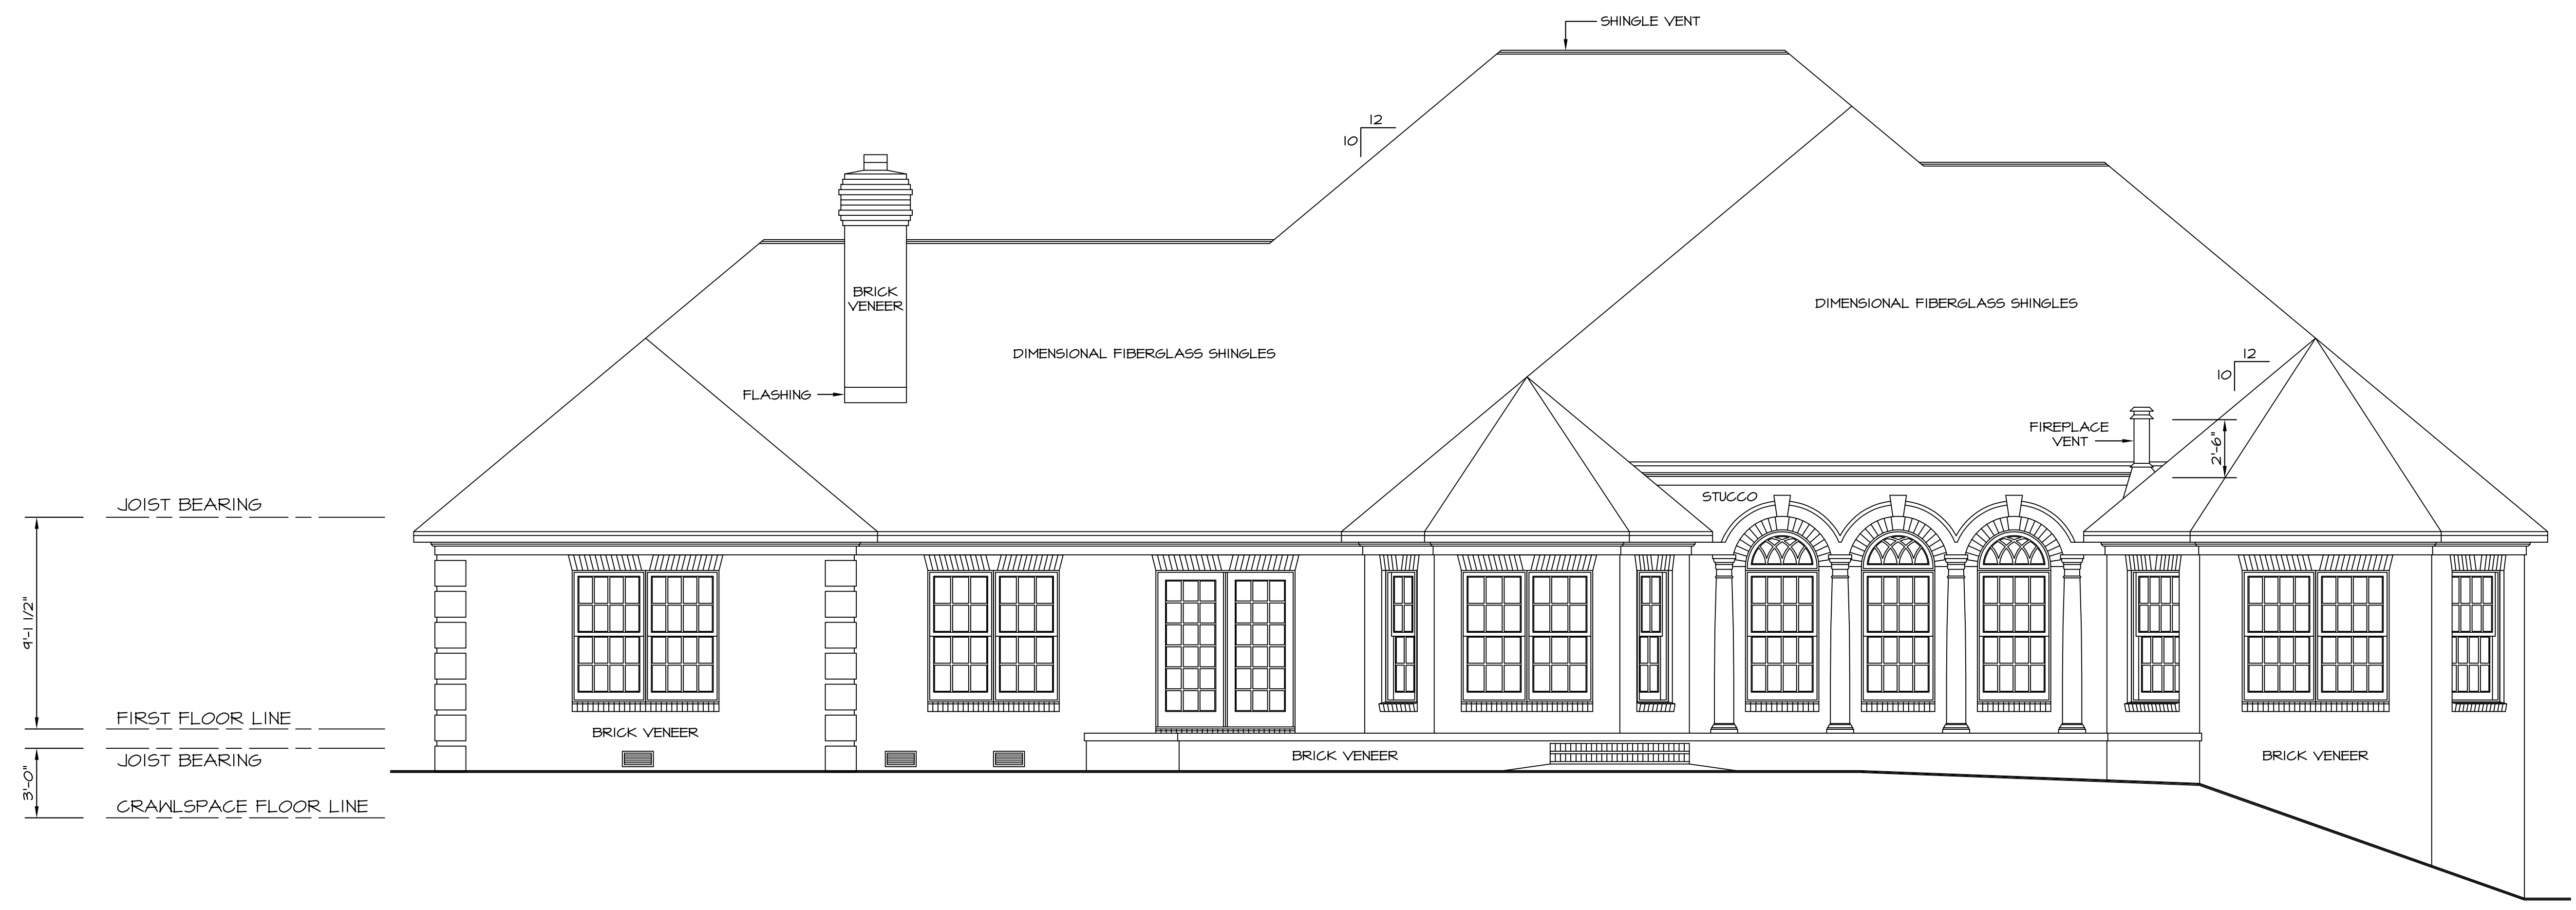 SHINGLE VENT
12
10
BRICK
VENEER
DIMENSIONAL FIBERGLASS SHINGLES
DIMENSIONAL FIBERGLASS SHINGLES
12
10
FLASHING
FIREPLACE
VENT
2'-6"
STUCCO
JOIST BEARING
9'-1 1/2"
FIRST FLOOR LINE
BRICK VENEER
JOIST BEARING
BRICK VENEER
BRICK VENEER
3'-0"
CRAWLSPACE FLOOR LINE